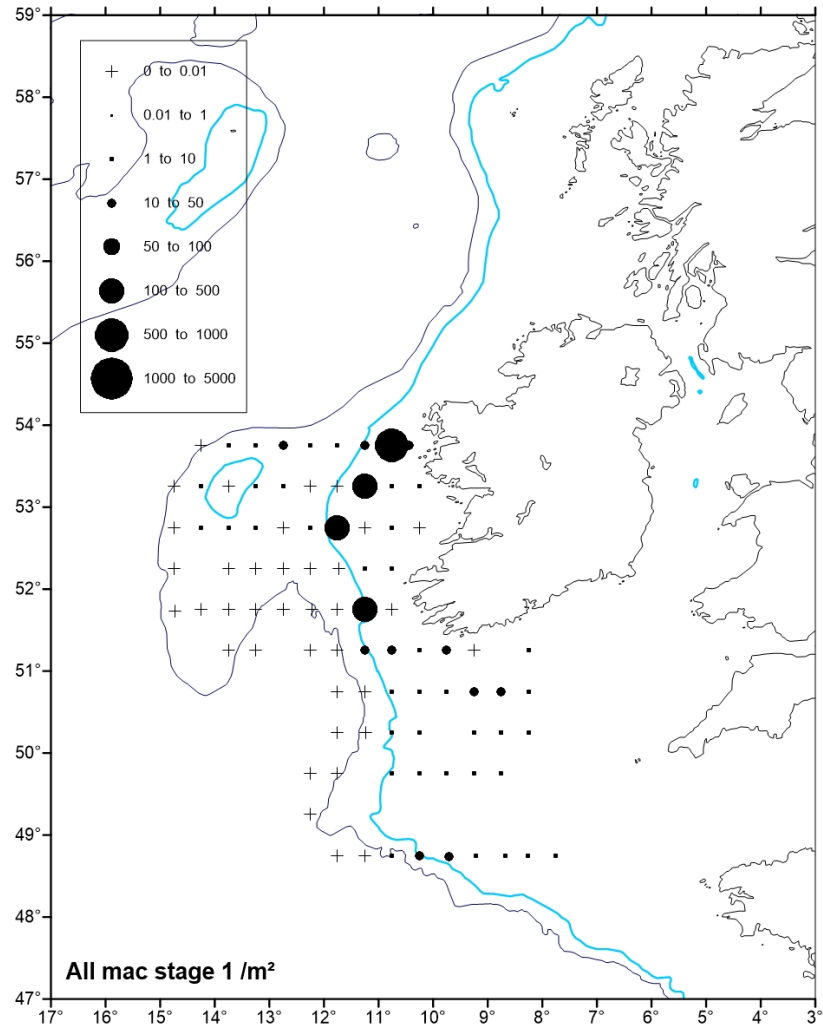 59°
58°
57°
56°
55°
54°
53°
52°
51°
50°
49°
48°
47°
0 to 0.01
0.01 to 1
1 to 10
10 to 50
50 to 100
100 to 500
500 to 1000
1000 to 5000
All mac stage 1 /m²
17° 16° 15° 14° 13° 12° 11° 10° 9° 8° 7° 6° 5° 4° 3°